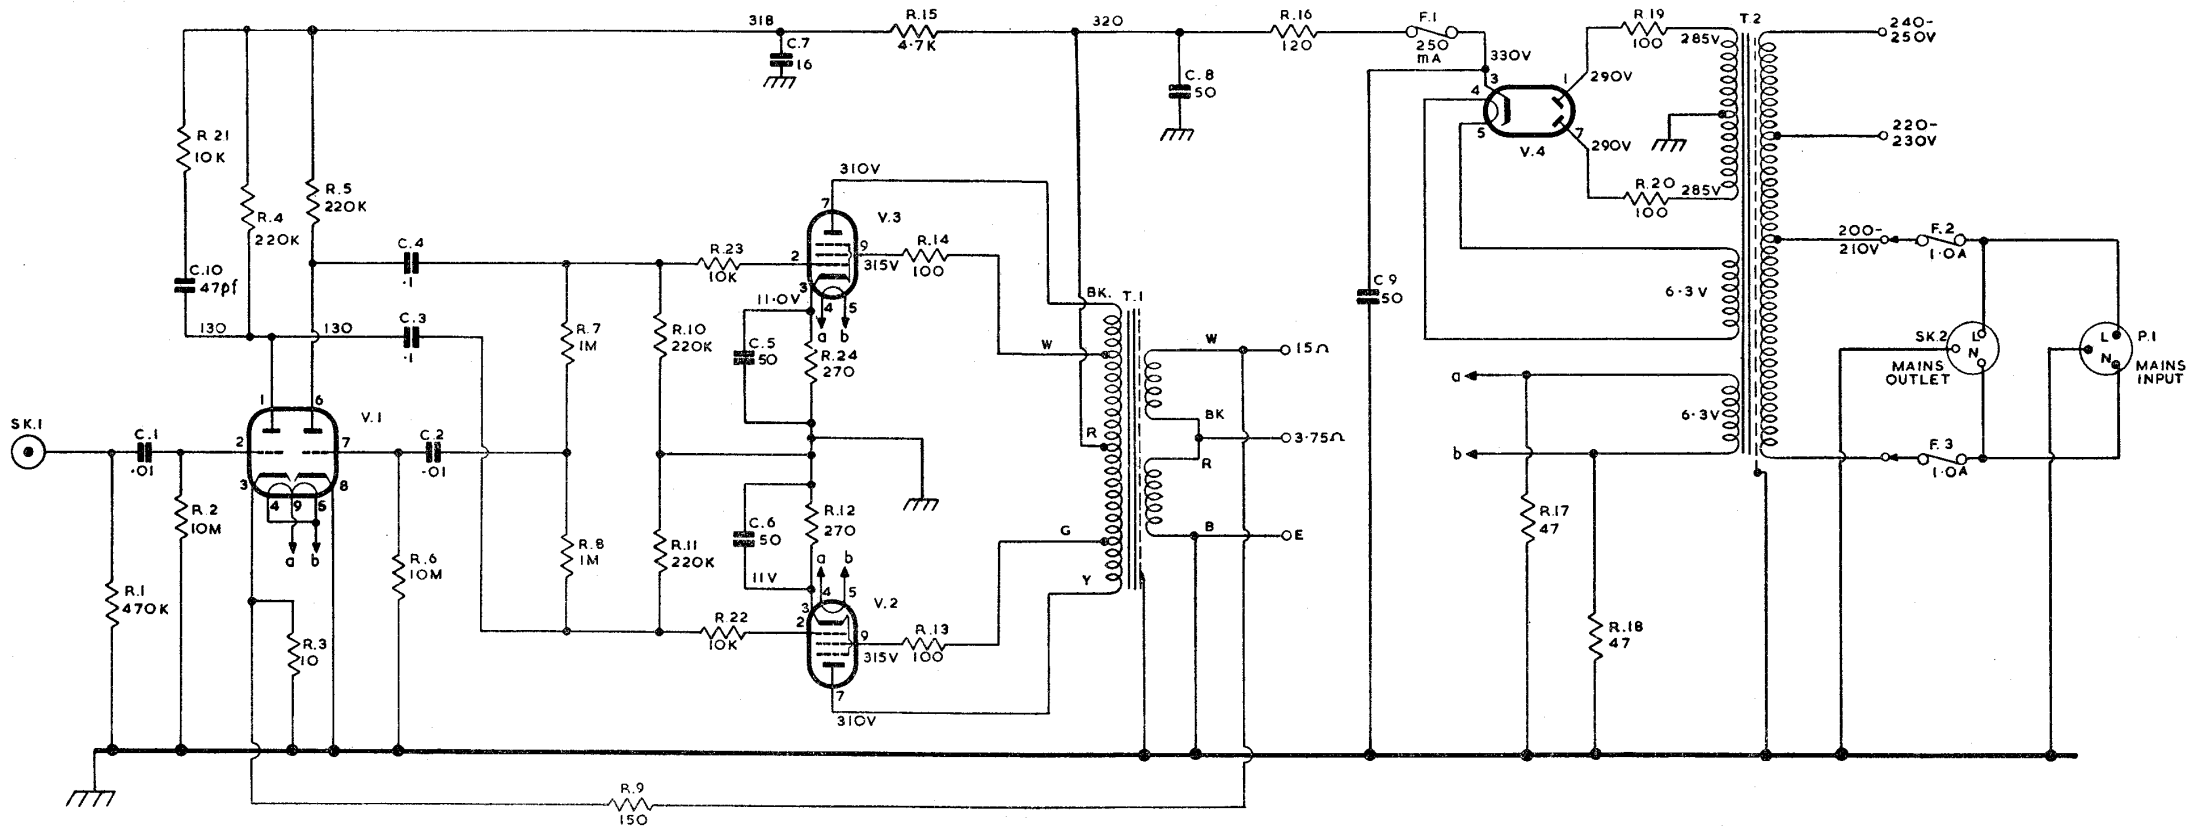 318
R.15
4.7K
320
R.16
120
F.1
250
mA
R.19
100
285V
T.2
240-
250V
C.7
16
C.8
50
330V
3
4
5
1
7
290V
290V
V.4
R.20
100
285V
220-
230V
R 21
10K
R.4
220K
R.5
220K
C.10
47pf
130
130
C.4
.1
C.3
.1
R.23
10K
310V
7
V.3
2
9
315V
R.14
100
3
4
5
11.0V
a
b
C.5
50
R.24
270
R.7
1M
R.10
220K
BK.
T.1
W
R
G
Y
C 9
50
6.3V
200-
210V
F.2
1.0A
SK.2
L
N
MAINS
OUTLET
P.1
L
N
MAINS
INPUT
W
15Ω
BK
3.75Ω
R
B
E
a
6.3V
b
F.3
1.0A
SK.1
C.1
.01
1
6
V.1
2
7
3
8
4
9
5
a
b
C.2
.01
R.2
10M
R.1
470K
R.3
10
R.6
10M
R.8
1M
R.11
220K
C.6
50
R.12
270
11V
a
b
4
5
3
V.2
2
9
315V
R.22
10K
R.13
100
7
310V
R.17
47
R.18
47
R.9
150